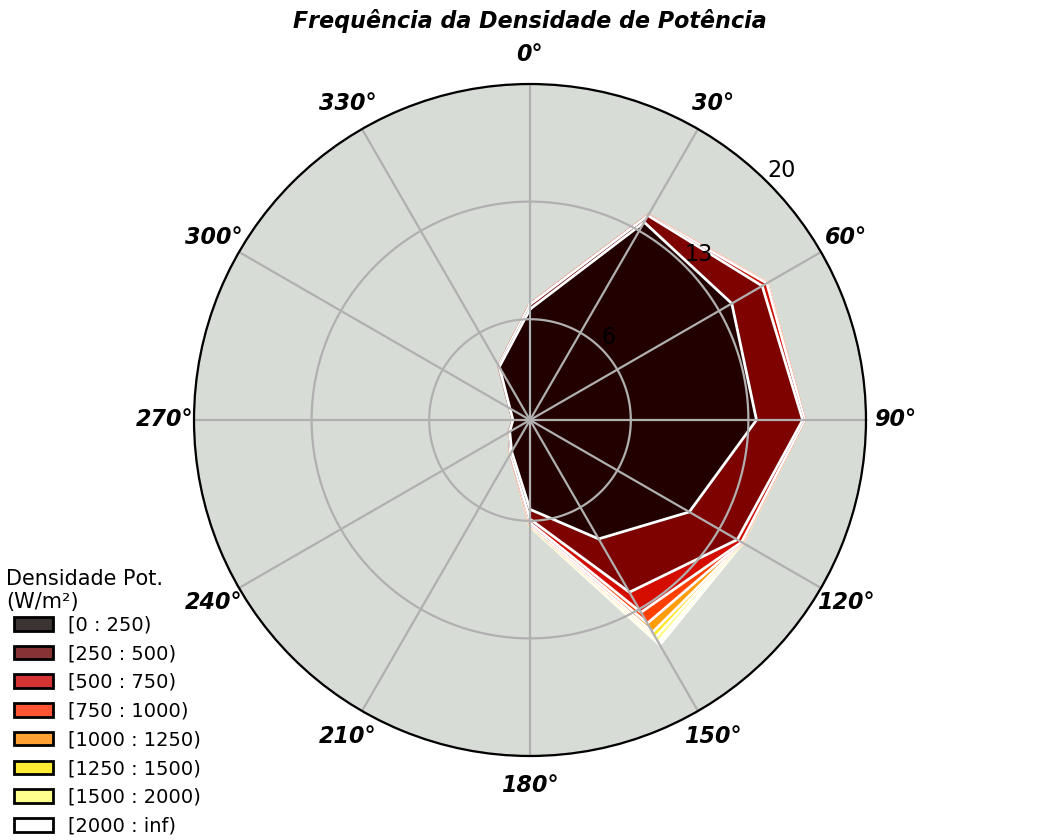 Frequência da Densidade de Potência
0°
330°
30°
20
300°
60°
13
6
270°
90°
240°
120°
210°
150°
180°
Densidade Pot.
(W/m²)
[0 : 250)
[250 : 500)
[500 : 750)
[750 : 1000)
[1000 : 1250)
[1250 : 1500)
[1500 : 2000)
[2000 : inf)